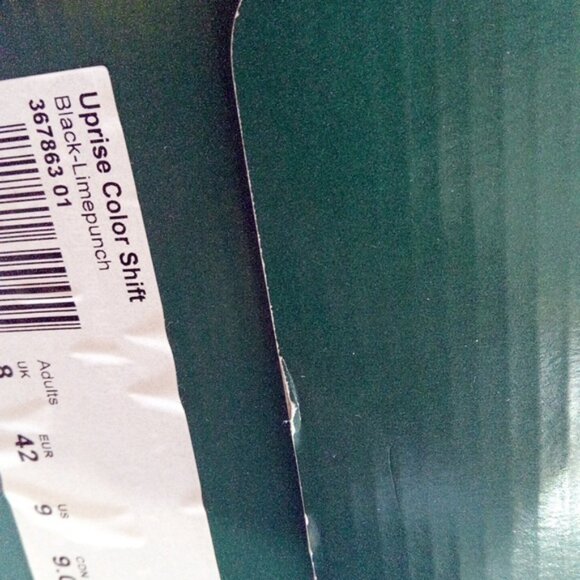 Uprise Color Shift
Black-Limepunch
367863 01
Adults
UK EUR US
8 42 9